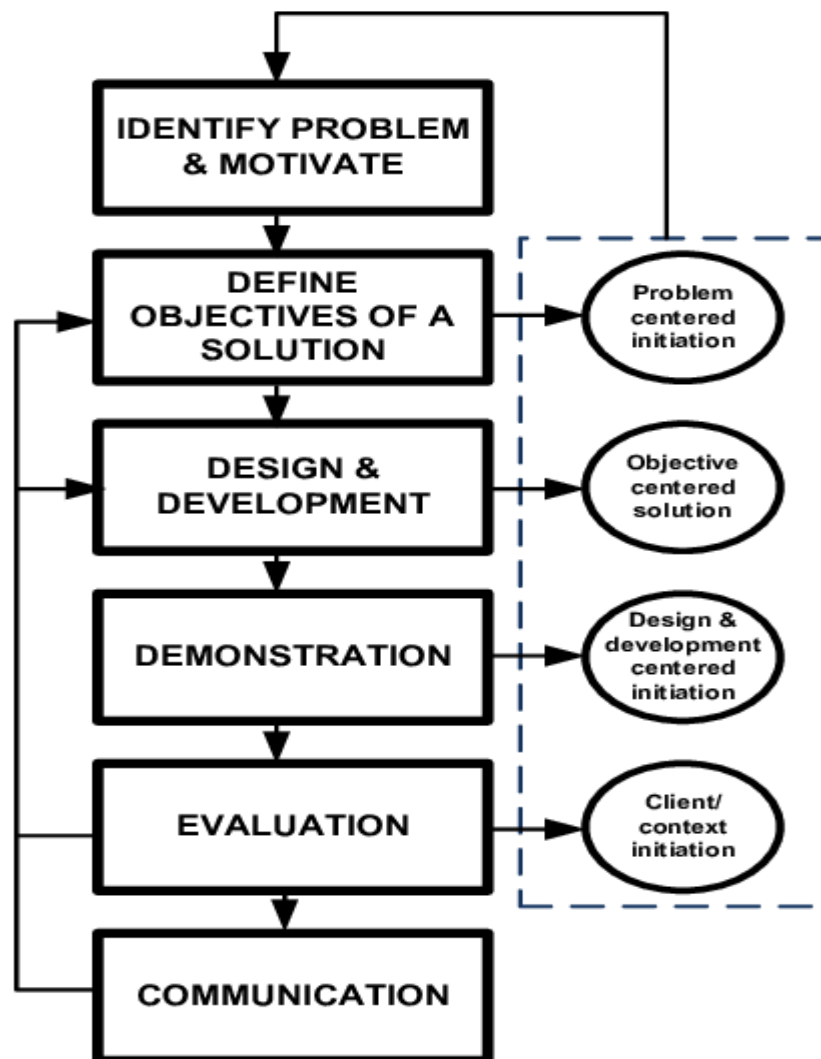 IDENTIFY PROBLEM
& MOTIVATE
DEFINE
OBJECTIVES OF A
SOLUTION
Problem
centered
initiation
DESIGN &
DEVELOPMENT
Objective
centered
solution
DEMONSTRATION
Design &
development
centered
initiation
EVALUATION
Client/
context
initiation
COMMUNICATION